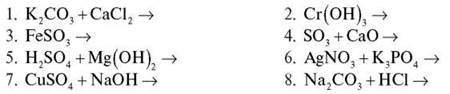 1. K₂CO₃ + CaCl₂ → 2. Cr(OH)₃ →
3. FeSO₃ → 4. SO₃ + CaO →
5. H₂SO₄ + Mg(OH)₂ → 6. AgNO₃ + K₃PO₄ →
7. CuSO₄ + NaOH → 8. Na₂CO₃ + HCl →